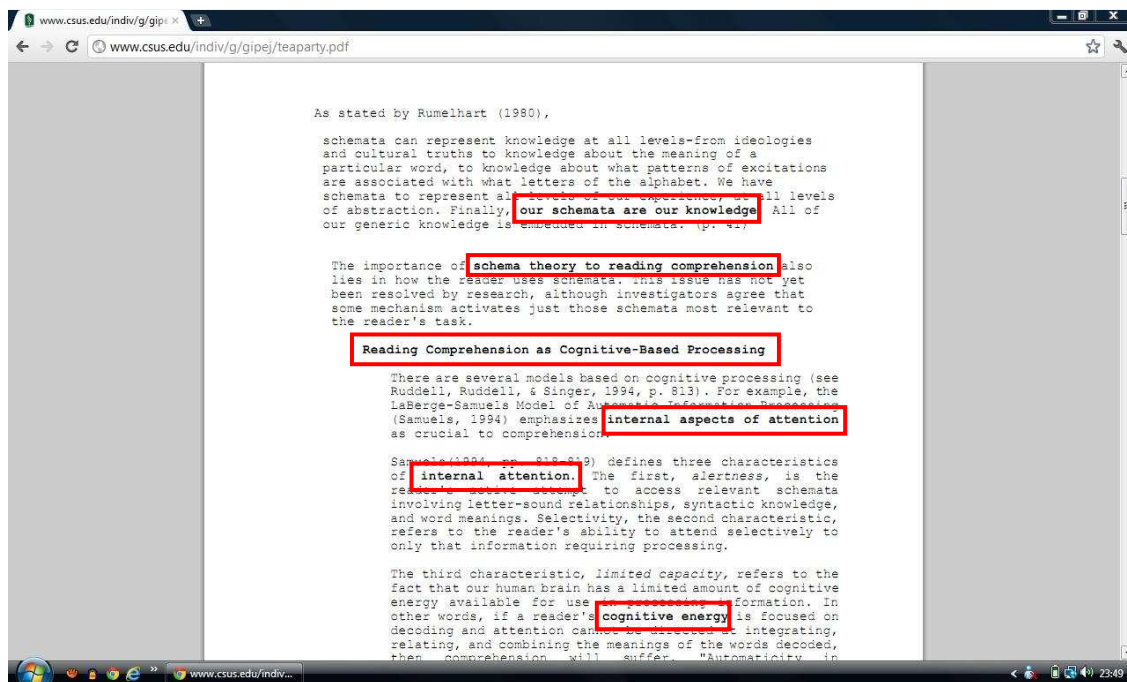 www.csus.edu/indiv/g/gipe
www.csus.edu/indiv/g/gipej/teaparty.pdf
As stated by Rumelhart (1980),
schemata can represent knowledge at all levels-from ideologies
and cultural truths to knowledge about the meaning of a
particular word, to knowledge about what patterns of excitations
are associated with what letters of the alphabet. We have
schemata to represent all levels of our experience, at all levels
of abstraction. Finally, our schemata are our knowledge. All of
our generic knowledge is embedded in schemata. (p. 41)
The importance of schema theory to reading comprehension also
lies in how the reader uses schemata. This issue has not yet
been resolved by research, although investigators agree that
some mechanism activates just those schemata most relevant to
the reader's task.
Reading Comprehension as Cognitive-Based Processing
There are several models based on cognitive processing (see
Ruddell, Ruddell, & Singer, 1994, p. 813). For example, the
LaBerge-Samuels Model of Automatic Information Processing
(Samuels, 1994) emphasizes internal aspects of attention
as crucial to comprehension.
Samuels(1994, pp. 818-819) defines three characteristics
of internal attention. The first, alertness, is the
reader's active attempt to access relevant schemata
involving letter-sound relationships, syntactic knowledge,
and word meanings. Selectivity, the second characteristic,
refers to the reader's ability to attend selectively to
only that information requiring processing.
The third characteristic, limited capacity, refers to the
fact that our human brain has a limited amount of cognitive
energy available for use in processing information. In
other words, if a reader's cognitive energy is focused on
decoding and attention cannot be directed at integrating,
relating, and combining the meanings of the words decoded,
then comprehension will suffer. "Automaticity in
www.csus.edu/indiv...
23:49